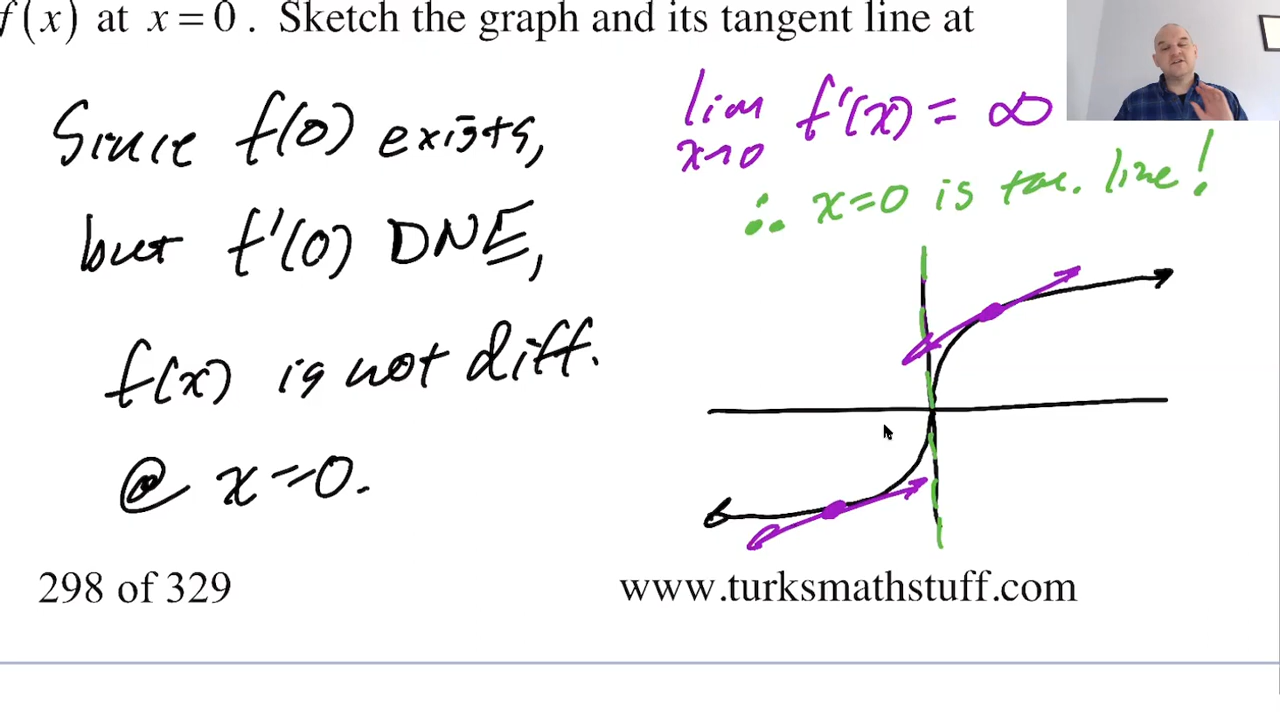 f(x) at x = 0. Sketch the graph and its tangent line at
Since f(0) exists,
but f'(0) DNE,
f(x) is not diff.
@ x=0.
lim f'(x) = ∞
x→0
∴ x=0 is tan. line!
298 of 329
www.turksmathstuff.com